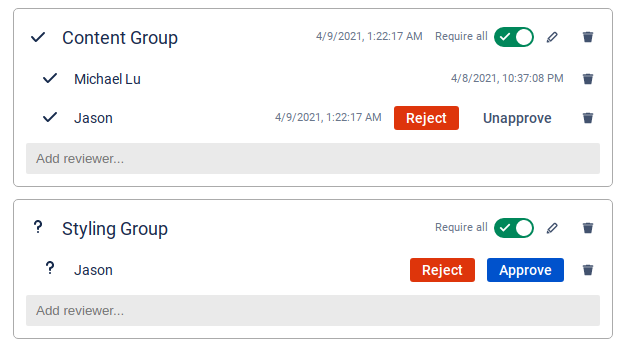 Content Group 4/9/2021, 1:22:17 AM Require all
Michael Lu 4/8/2021, 10:37:08 PM
Jason 4/9/2021, 1:22:17 AM Reject Unapprove
Add reviewer...
? Styling Group Require all
? Jason Reject Approve
Add reviewer...